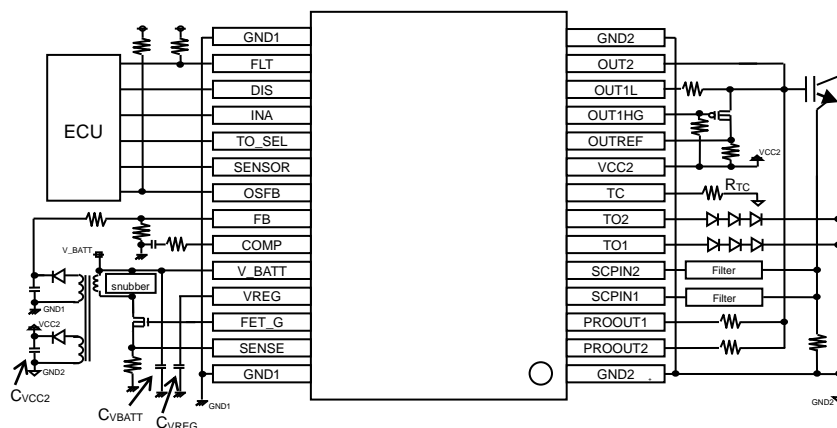 ECU
GND1
FLT
DIS
INA
TO_SEL
SENSOR
OSFB
FB
COMP
V_BATT
VREG
FET_G
SENSE
GND1
GND2
OUT2
OUT1L
OUT1HG
OUTREF
VCC2
TC
TO2
TO1
SCPIN2
SCPIN1
PROOUT1
PROOUT2
GND2
VCC2
RTC
Filter
Filter
GND2
V_BATT
snubber
GND1
VCC2
GND2
CVCC2
CVBATT
CVREG
GND1